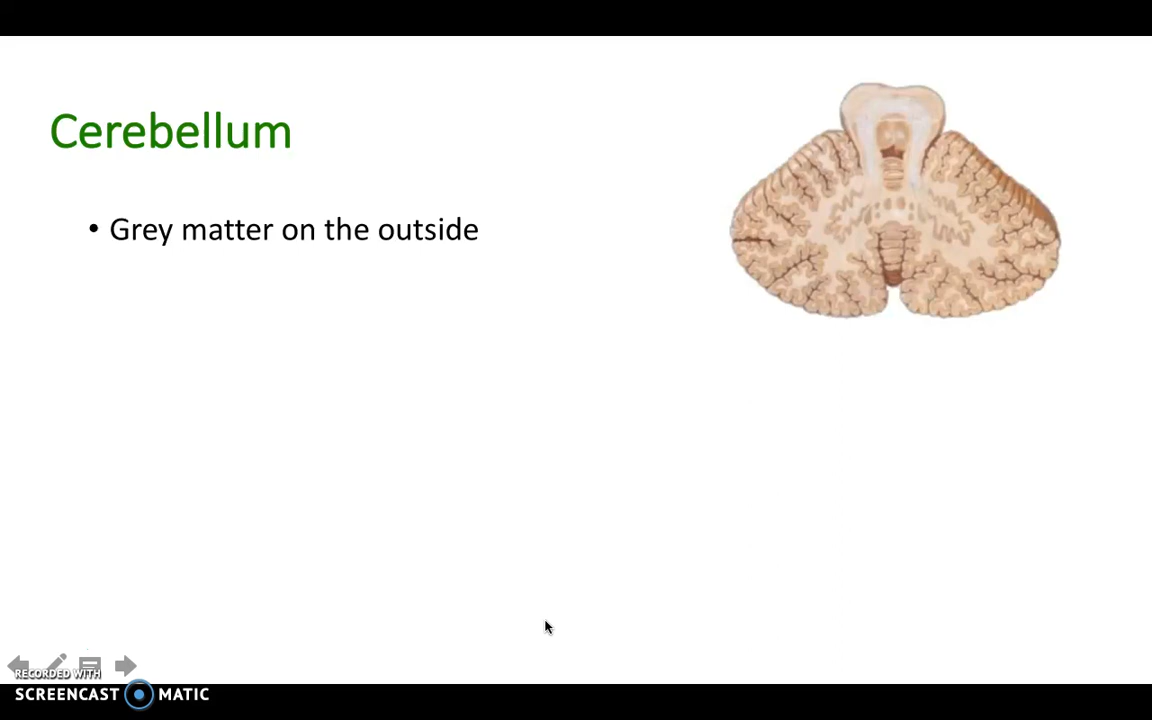 Cerebellum
• Grey matter on the outside
RECORDED WITH
SCREENCAST MATIC